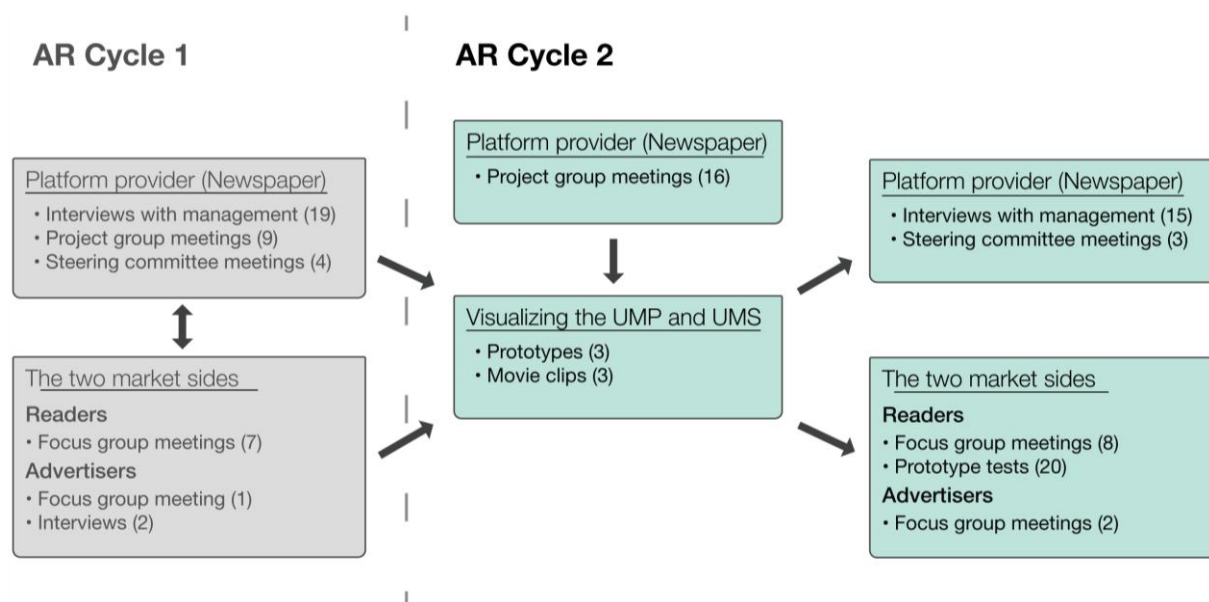 AR Cycle 1
Platform provider (Newspaper)
• Interviews with management (19)
• Project group meetings (9)
• Steering committee meetings (4)
The two market sides
Readers
• Focus group meetings (7)
Advertisers
• Focus group meeting (1)
• Interviews (2)
AR Cycle 2
Platform provider (Newspaper)
• Project group meetings (16)
Visualizing the UMP and UMS
• Prototypes (3)
• Movie clips (3)
Platform provider (Newspaper)
• Interviews with management (15)
• Steering committee meetings (3)
The two market sides
Readers
• Focus group meetings (8)
• Prototype tests (20)
Advertisers
• Focus group meetings (2)